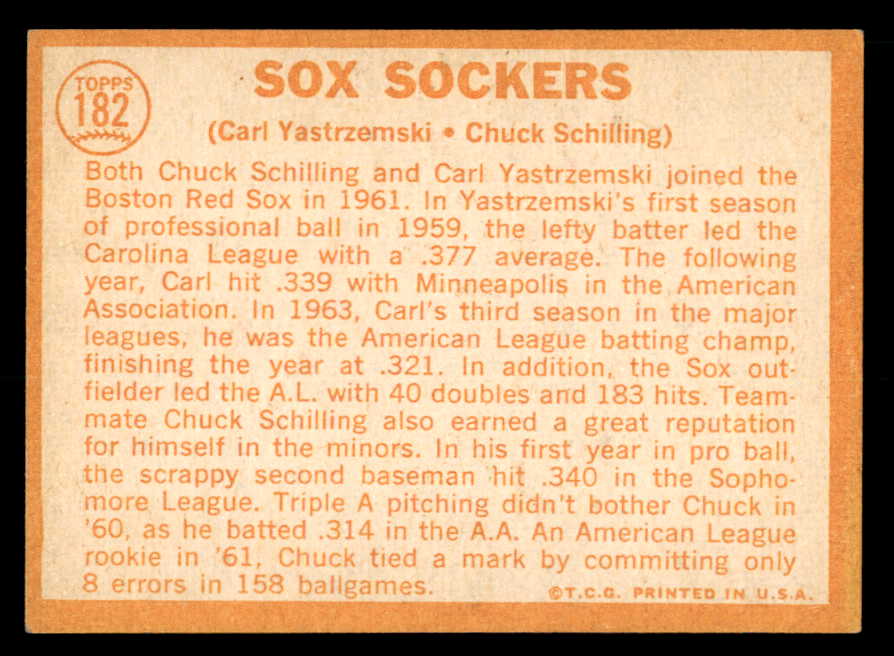 TOPPS
182
SOX SOCKERS
(Carl Yastrzemski • Chuck Schilling)
Both Chuck Schilling and Carl Yastrzemski joined the
Boston Red Sox in 1961. In Yastrzemski's first season
of professional ball in 1959, the lefty batter led the
Carolina League with a .377 average. The following
year, Carl hit .339 with Minneapolis in the American
Association. In 1963, Carl's third season in the major
leagues, he was the American League batting champ,
finishing the year at .321. In addition, the Sox out-
fielder led the A.L. with 40 doubles and 183 hits. Team-
mate Chuck Schilling also earned a great reputation
for himself in the minors. In his first year in pro ball,
the scrappy second baseman hit .340 in the Sopho-
more League. Triple A pitching didn't bother Chuck in
'60, as he batted .314 in the A.A. An American League
rookie in '61, Chuck tied a mark by committing only
8 errors in 158 ballgames.
©T.C.G. PRINTED IN U.S.A.